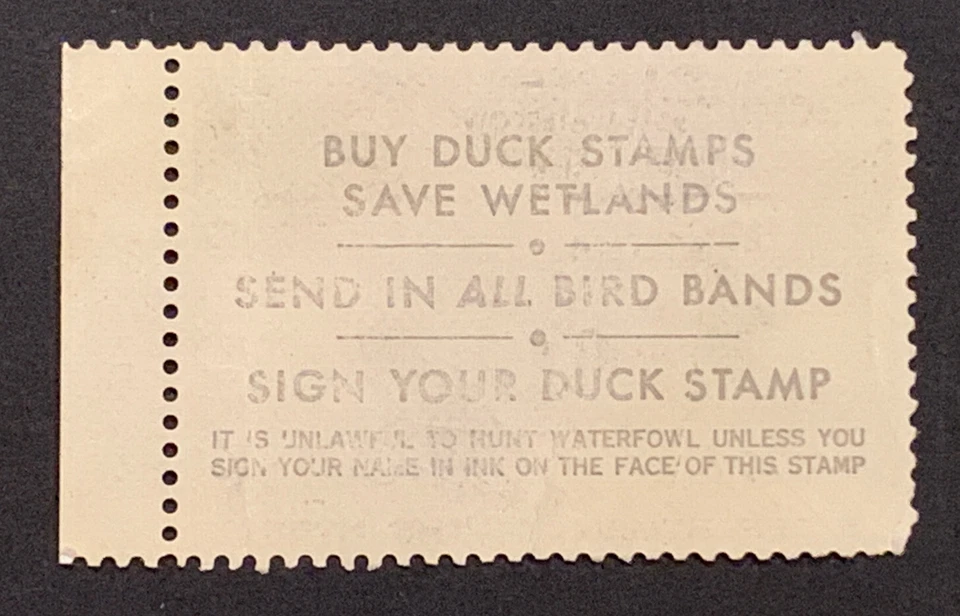 BUY DUCK STAMPS
SAVE WETLANDS
SEND IN ALL BIRD BANDS
SIGN YOUR DUCK STAMP
IT IS UNLAWFUL TO HUNT WATERFOWL UNLESS YOU
SIGN YOUR NAME IN INK ON THE FACE OF THIS STAMP